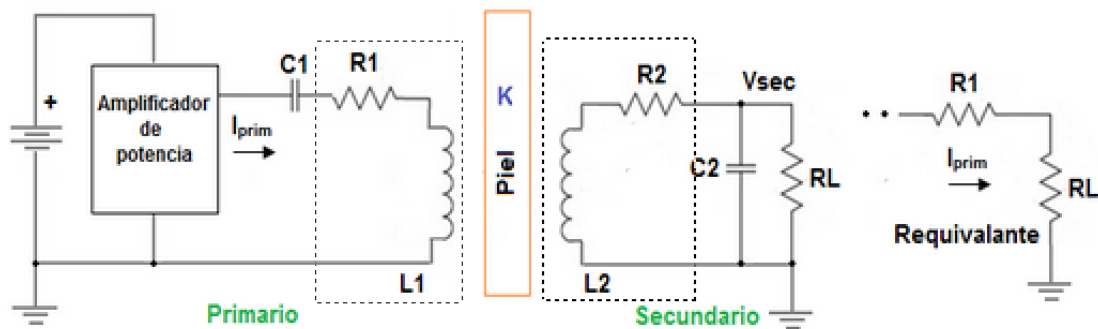 +
Amplificador
de
potencia
Iprim
C1
R1
L1
Primario
K
Piel
R2
Vsec
C2
RL
L2
Secundario
R1
Iprim
RL
Requivalante